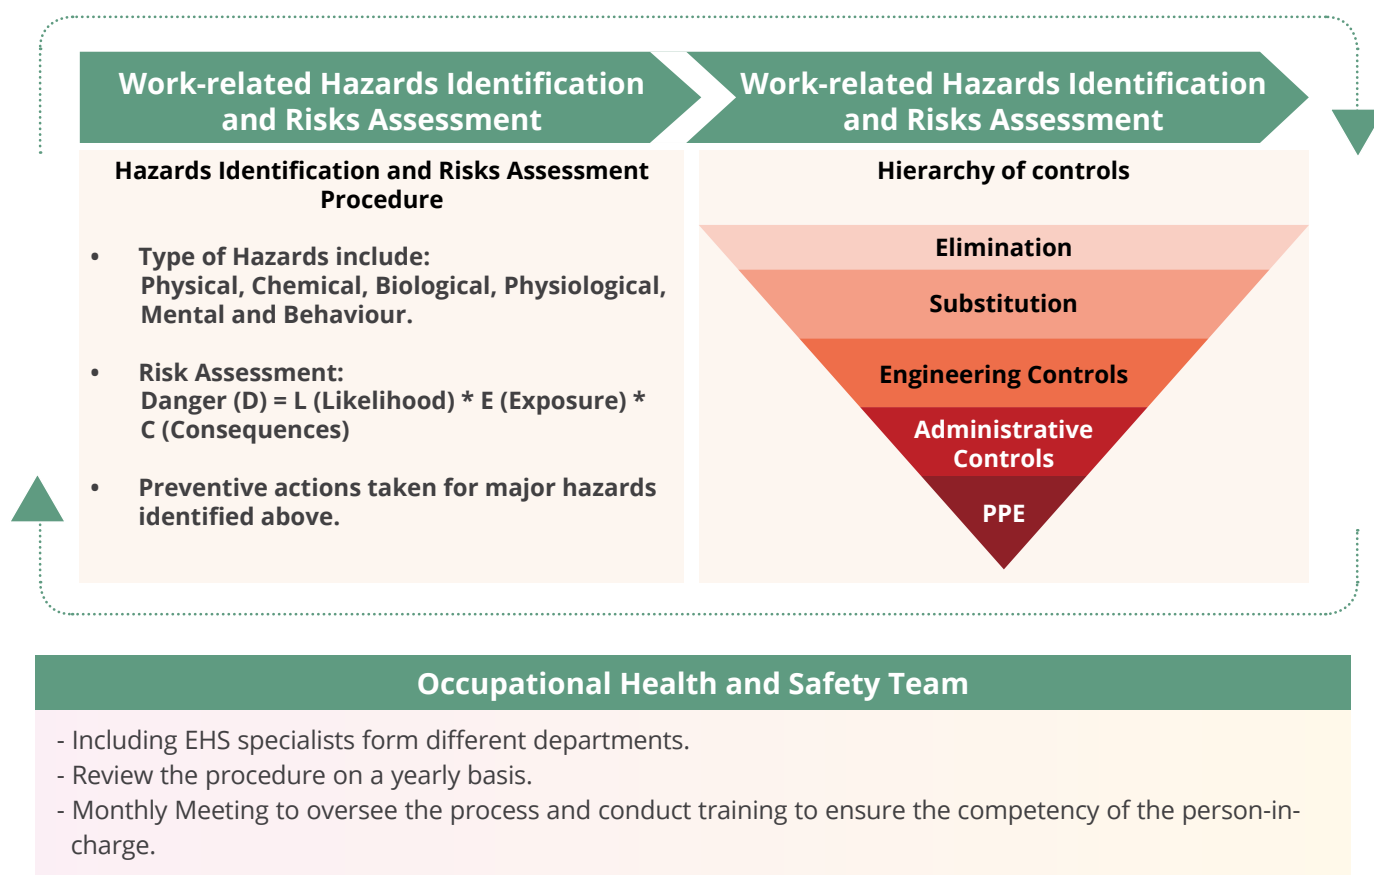 Work-related Hazards Identification
and Risks Assessment
Work-related Hazards Identification
and Risks Assessment
Hazards Identification and Risks Assessment
Procedure
• Type of Hazards include:
Physical, Chemical, Biological, Physiological,
Mental and Behaviour.
• Risk Assessment:
Danger (D) = L (Likelihood) * E (Exposure) *
C (Consequences)
• Preventive actions taken for major hazards
identified above.
Hierarchy of controls
Elimination
Substitution
Engineering Controls
Administrative
Controls
PPE
Occupational Health and Safety Team
- Including EHS specialists form different departments.
- Review the procedure on a yearly basis.
- Monthly Meeting to oversee the process and conduct training to ensure the competency of the person-in-
charge.